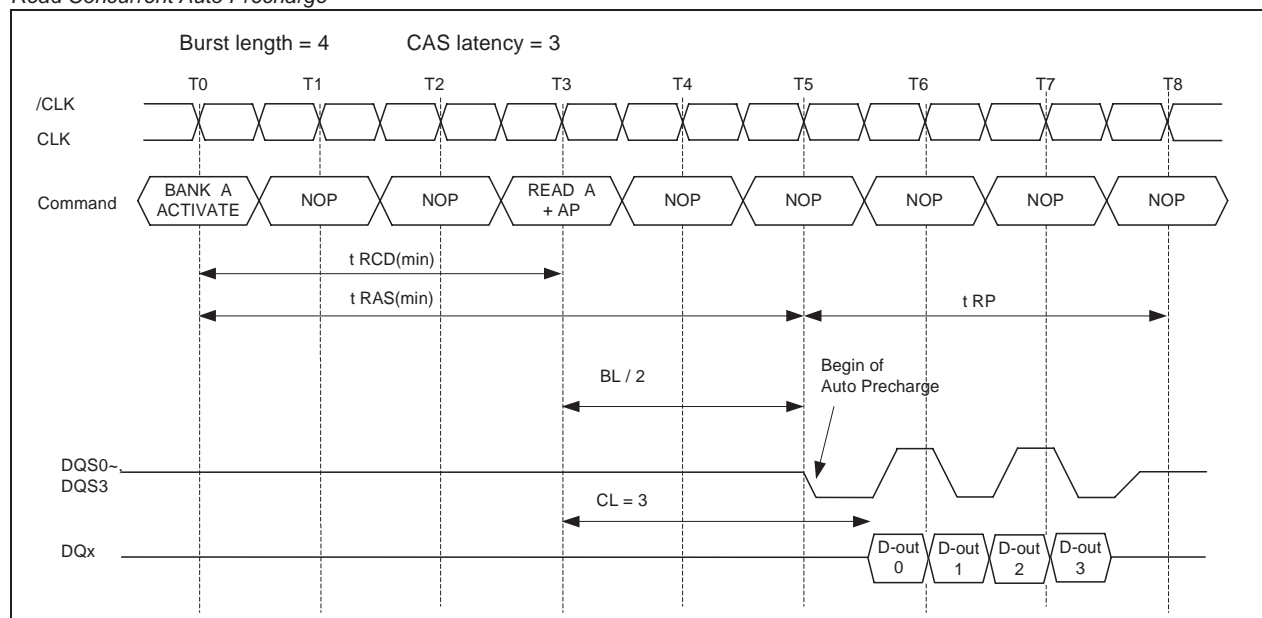 Read Concurrent Auto Precharge
Burst length = 4 CAS latency = 3
T0 T1 T2 T3 T4 T5 T6 T7 T8
/CLK
CLK
Command
BANK A
ACTIVATE
NOP
NOP
READ A
+ AP
NOP
NOP
NOP
NOP
NOP
t RCD(min)
t RAS(min)
t RP
BL / 2
Begin of
Auto Precharge
DQS0~
DQS3
CL = 3
DQx
D-out
0
D-out
1
D-out
2
D-out
3